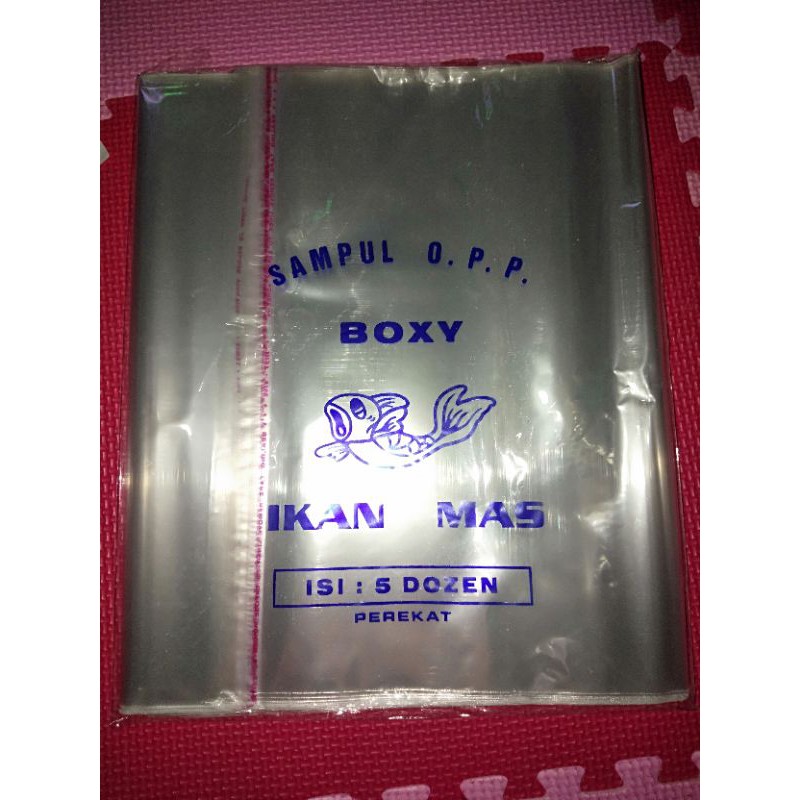 SAMPUL O.P.P.
BOXY
IKAN MAS
ISI : 5 DOZEN
PEREKAT